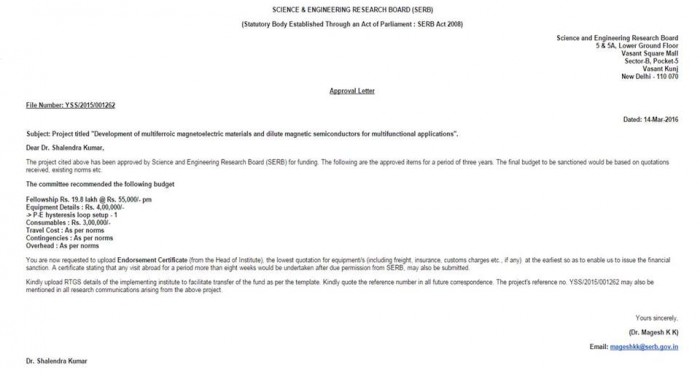 SCIENCE & ENGINEERING RESEARCH BOARD (SERB)
(Statutory Body Established Through an Act of Parliament : SERB Act 2008)
Science and Engineering Research Board
5 & 5A, Lower Ground Floor
Vasant Square Mall
Sector-B, Pocket-5
Vasant Kunj
New Delhi - 110 070
Approval Letter
File Number: YSS/2015/001262
Dated: 14-Mar-2016
Subject: Project titled "Development of multiferroic magnetoelectric materials and dilute magnetic semiconductors for multifunctional applications".
Dear Dr. Shalendra Kumar,
The project cited above has been approved by Science and Engineering Research Board (SERB) for funding. The following are the approved items for a period of three years. The final budget to be sanctioned would be based on quotations
received, existing norms etc.
The committee recommended the following budget
Fellowship Rs. 19.8 lakh @ Rs. 55,000/- pm
Equipment Details : Rs. 4,00,000/-
-> P-E hysteresis loop setup - 1
Consumables : Rs. 3,00,000/-
Travel Cost : As per norms
Contingencies : As per norms
Overhead : As per norms
You are now requested to upload Endorsement Certificate (from the Head of Institute), the lowest quotation for equipment/s (including freight, insurance, customs charges etc., if any) at the earliest so as to enable us to issue the financial
sanction. A certificate stating that any visit abroad for a period more than eight weeks would be undertaken after due permission from SERB, may also be submitted.
Kindly upload RTGS details of the implementing institute to facilitate transfer of the fund as per the template. Kindly quote the reference number in all future correspondence. The project's reference no. YSS/2015/001262 may also be
mentioned in all research communications arising from the above project.
Yours sincerely,
(Dr. Magesh K K)
Email: mageshkk@serb.gov.in
Dr. Shalendra Kumar